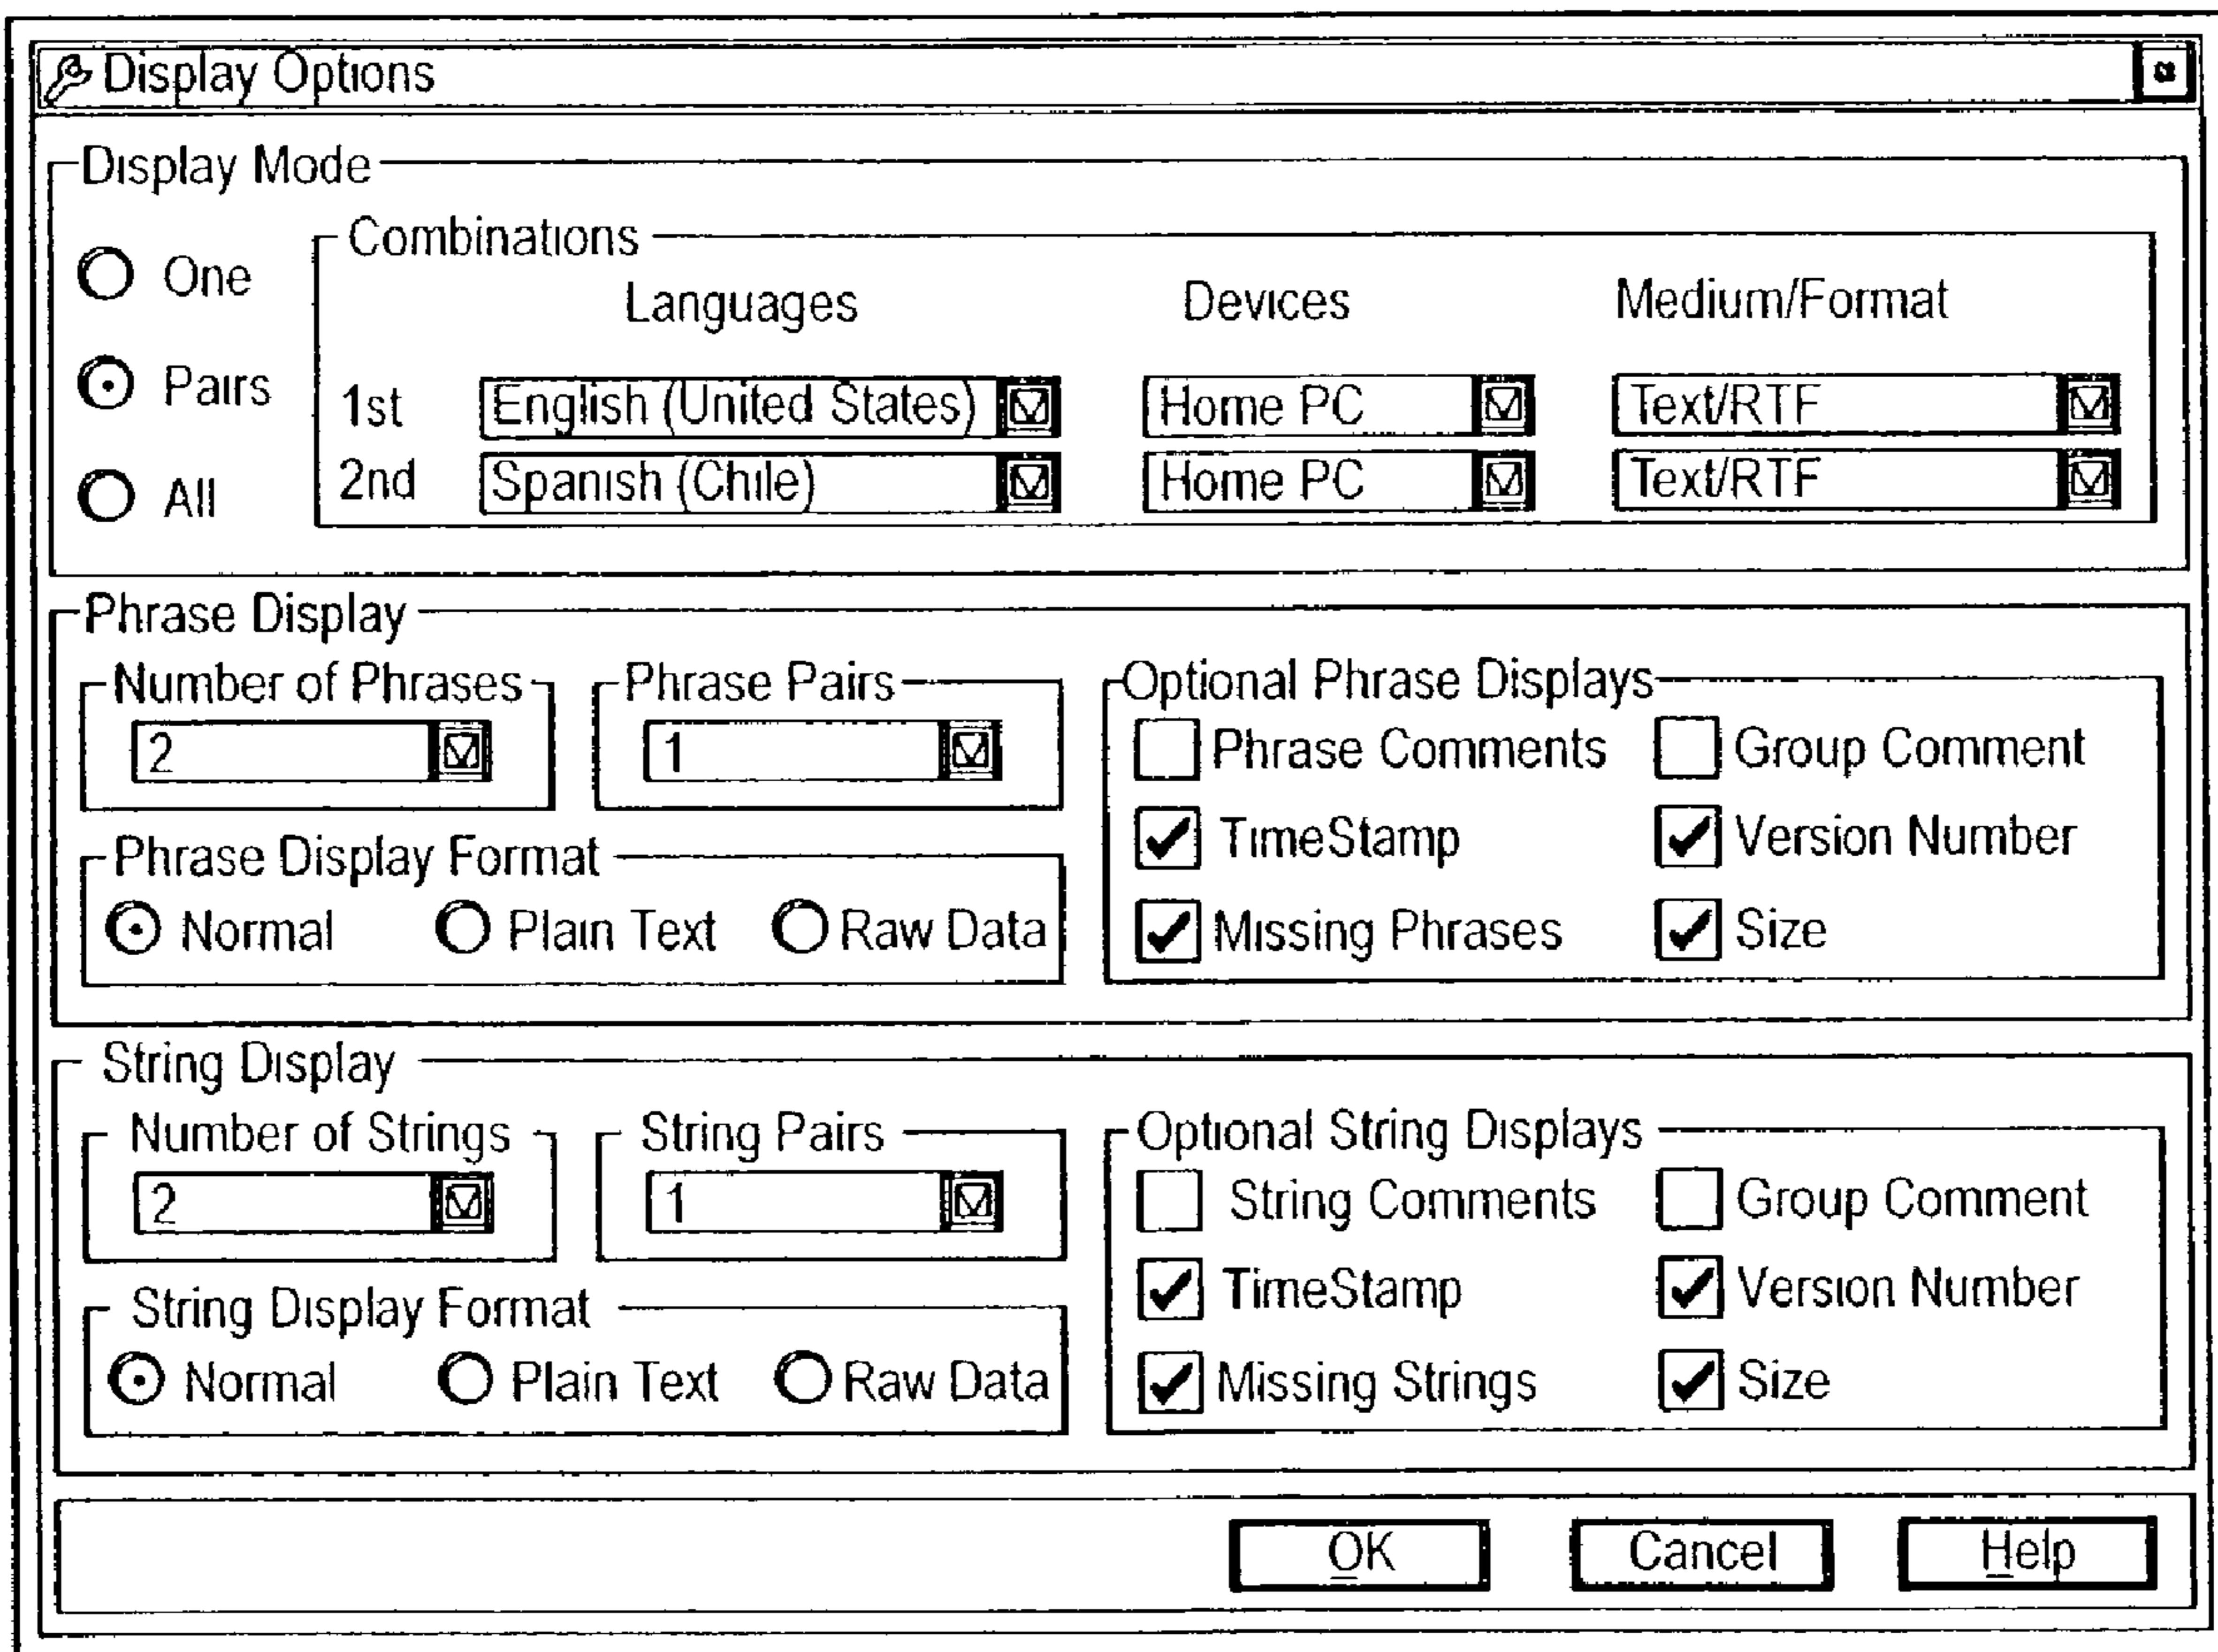 Display Options
Display Mode
One
Pairs
All
Combinations
Languages Devices Medium/Format
1st English (United States) Home PC Text/RTF
2nd Spanish (Chile) Home PC Text/RTF
Phrase Display
Number of Phrases
2
Phrase Pairs
1
Phrase Display Format
Normal Plain Text Raw Data
Optional Phrase Displays
Phrase Comments Group Comment
TimeStamp Version Number
Missing Phrases Size
String Display
Number of Strings
2
String Pairs
1
String Display Format
Normal Plain Text Raw Data
Optional String Displays
String Comments Group Comment
TimeStamp Version Number
Missing Strings Size
OK Cancel Help